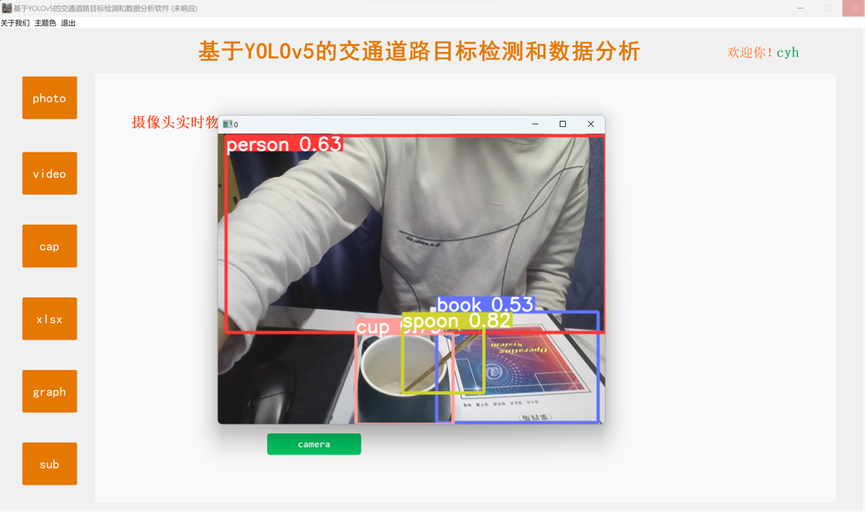 基于YOLOv5的交通道路目标检测和数据分析软件 (未响应)
关于我们 主题色 退出
基于YOLOv5的交通道路目标检测和数据分析
欢迎你！cyh
photo
video
cap
xlsx
graph
sub
摄像头实时物
0
person 0.63
book 0.53
spoon 0.82
cup
Operating
System
camera